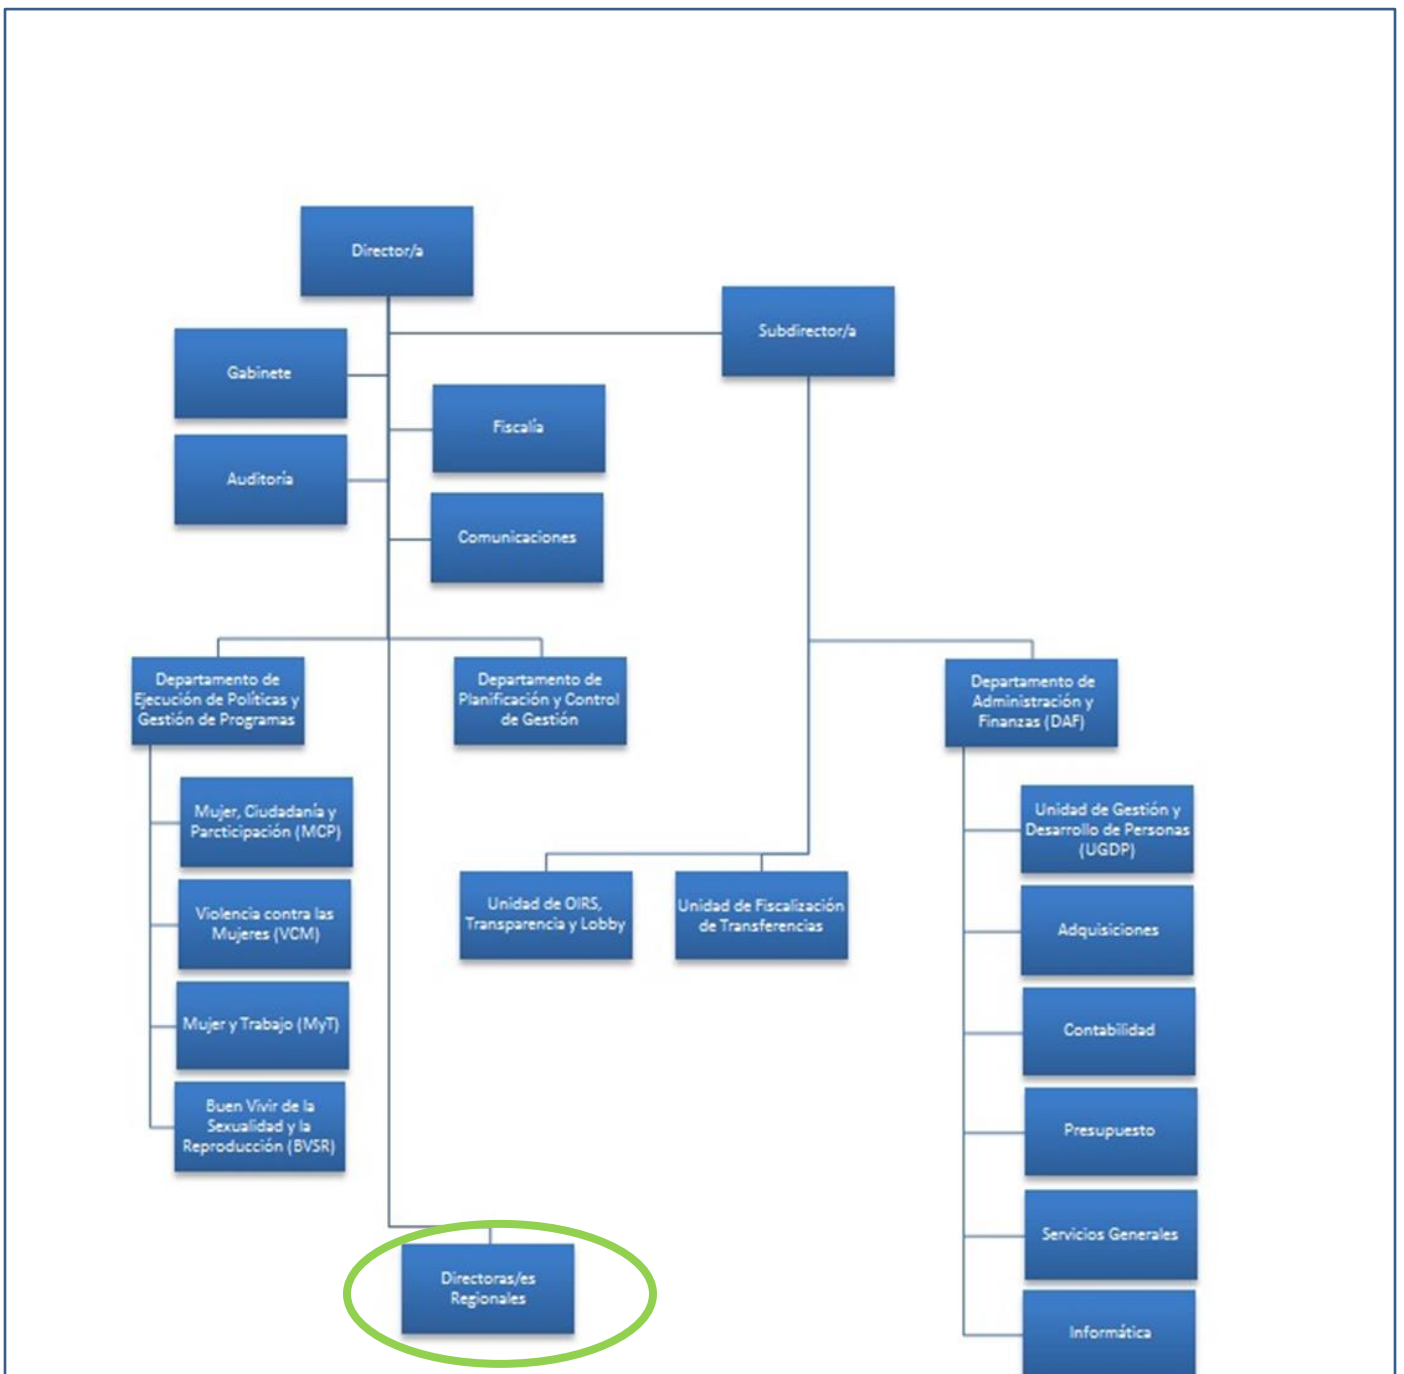 Director/a
Subdirector/a
Gabinete
Fiscalía
Auditoría
Comunicaciones
Departamento de
Ejecución de Políticas y
Gestión de Programas
Departamento de
Planificación y Control
de Gestión
Departamento de
Administración y
Finanzas (DAF)
Mujer, Ciudadanía y
Parcticipación (MCP)
Violencia contra las
Mujeres (VCM)
Mujer y Trabajo (MyT)
Buen Vivir de la
Sexualidad y la
Reproducción (BVSR)
Unidad de OIRS,
Transparencia y Lobby
Unidad de Fiscalización
de Transferencias
Unidad de Gestión y
Desarrollo de Personas
(UGDP)
Adquisiciones
Contabilidad
Presupuesto
Servicios Generales
Informática
Directoras/es
Regionales